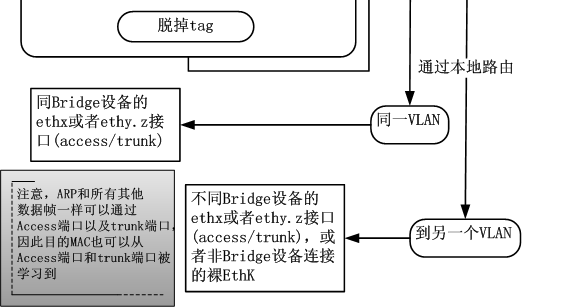 脱掉tag
通过本地路由
同Bridge设备的
ethx或者ethy.z接
口(access/trunk)
同一VLAN
注意，ARP和所有其他
数据帧一样可以通过
Access端口以及trunk端口，
因此目的MAC也可以从
Access端口和trunk端口被
学习到
不同Bridge设备的
ethx或者ethy.z接口
(access/trunk)，或
者非Bridge设备连接
的裸EthK
到另一个VLAN